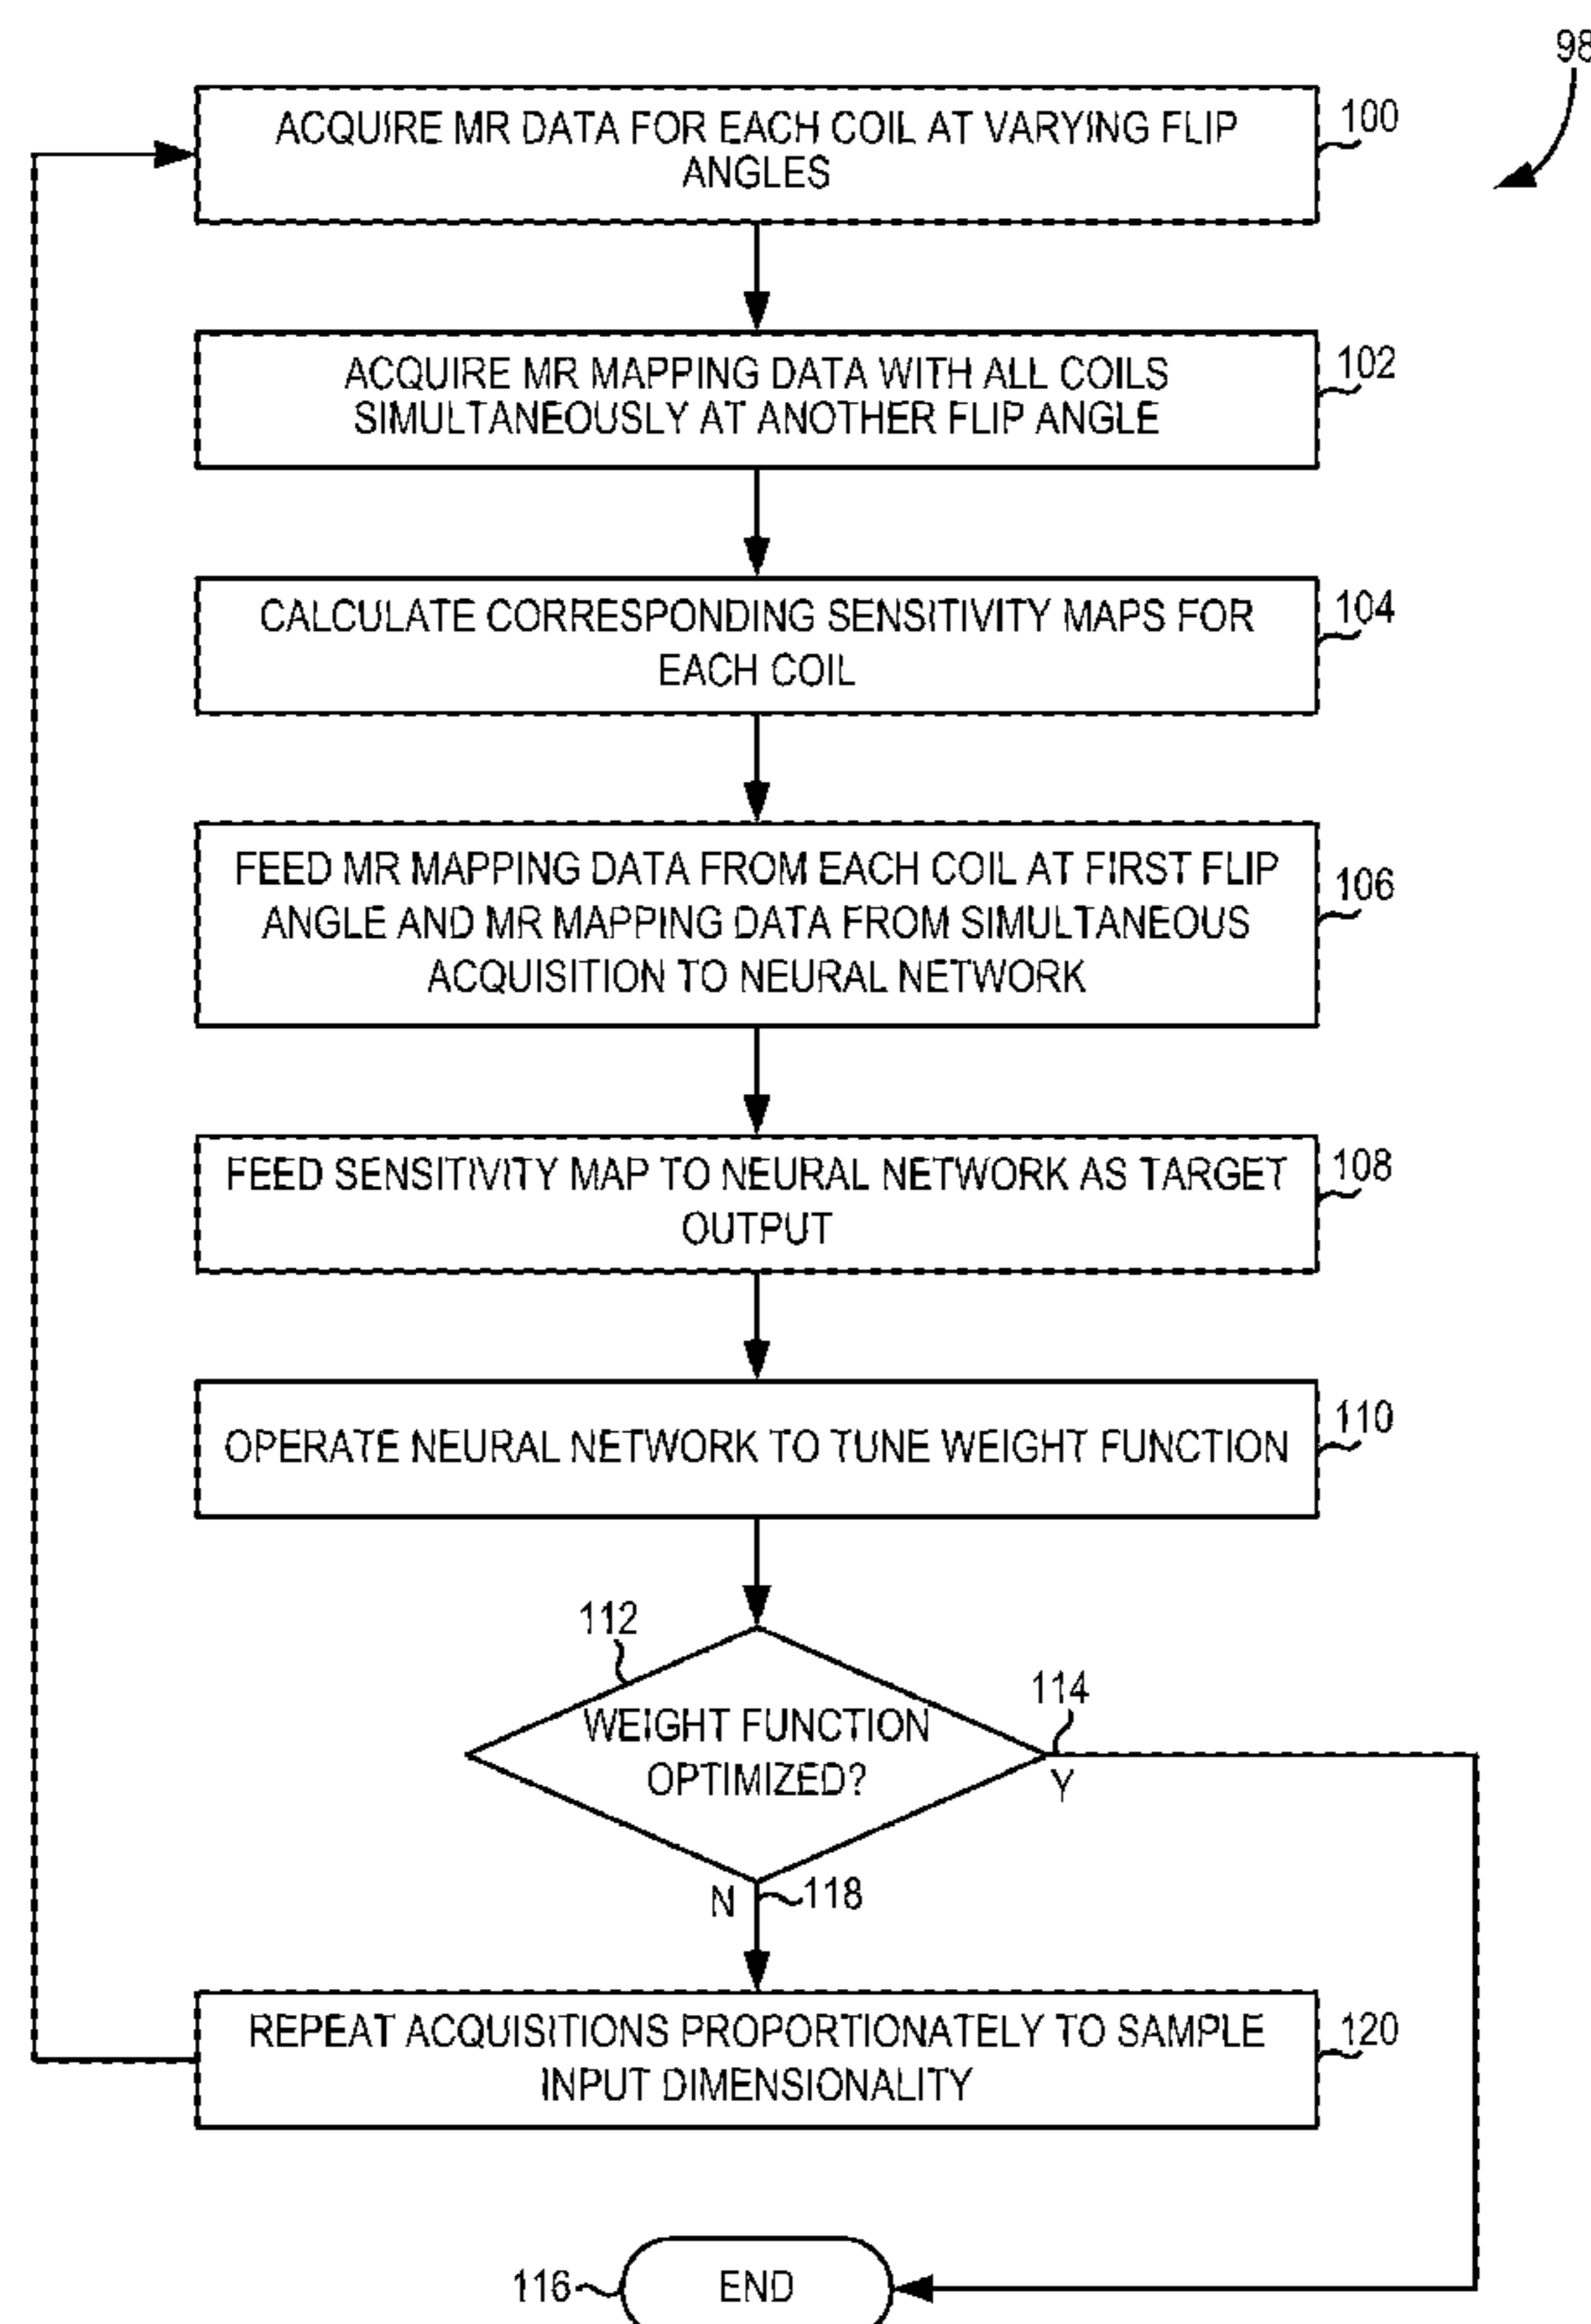 98
ACQUIRE MR DATA FOR EACH COIL AT VARYING FLIP
ANGLES
100
ACQUIRE MR MAPPING DATA WITH ALL COILS
SIMULTANEOUSLY AT ANOTHER FLIP ANGLE
102
CALCULATE CORRESPONDING SENSITIVITY MAPS FOR
EACH COIL
104
FEED MR MAPPING DATA FROM EACH COIL AT FIRST FLIP
ANGLE AND MR MAPPING DATA FROM SIMULTANEOUS
ACQUISITION TO NEURAL NETWORK
106
FEED SENSITIVITY MAP TO NEURAL NETWORK AS TARGET
OUTPUT
108
OPERATE NEURAL NETWORK TO TUNE WEIGHT FUNCTION
110
112
WEIGHT FUNCTION
OPTIMIZED?
114
Y
N
118
REPEAT ACQUISITIONS PROPORTIONATELY TO SAMPLE
INPUT DIMENSIONALITY
120
116
END